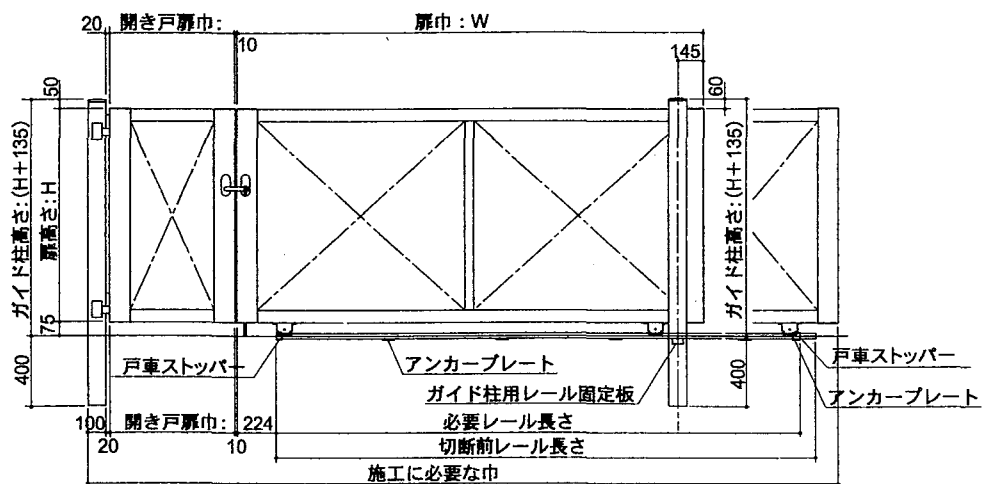 20 開き戸扉巾: 扉巾:W
10
145
50
60
ガイド柱高さ:(H+135)
扉高さ:H
ガイド柱高さ:(H+135)
75
400
400
戸車ストッパー
アンカープレート
戸車ストッパー
ガイド柱用レール固定板
アンカープレート
100 開き戸扉巾: 224 必要レール長さ
20
10
切断前レール長さ
施工に必要な巾